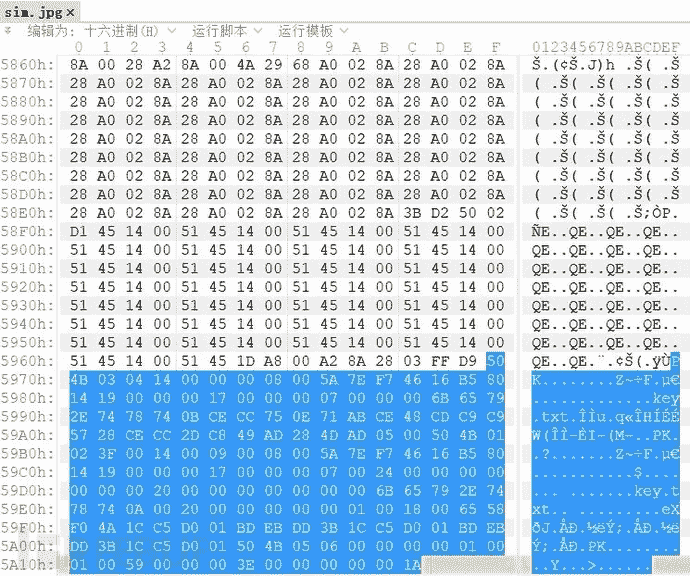 sim.jpg ×
编辑为: 十六进制(H) 运行脚本 运行模板
0 1 2 3 4 5 6 7 8 9 A B C D E F 0123456789ABCDEF
5860h: 8A 00 28 A2 8A 00 4A 29 68 A0 02 8A 28 A0 02 8A Š.(¢Š.J)h .Š( .Š
5870h: 28 A0 02 8A 28 A0 02 8A 28 A0 02 8A 28 A0 02 8A ( .Š( .Š( .Š( .Š
5880h: 28 A0 02 8A 28 A0 02 8A 28 A0 02 8A 28 A0 02 8A ( .Š( .Š( .Š( .Š
5890h: 28 A0 02 8A 28 A0 02 8A 28 A0 02 8A 28 A0 02 8A ( .Š( .Š( .Š( .Š
58A0h: 28 A0 02 8A 28 A0 02 8A 28 A0 02 8A 28 A0 02 8A ( .Š( .Š( .Š( .Š
58B0h: 28 A0 02 8A 28 A0 02 8A 28 A0 02 8A 28 A0 02 8A ( .Š( .Š( .Š( .Š
58C0h: 28 A0 02 8A 28 A0 02 8A 28 A0 02 8A 28 A0 02 8A ( .Š( .Š( .Š( .Š
58D0h: 28 A0 02 8A 28 A0 02 8A 28 A0 02 8A 28 A0 02 8A ( .Š( .Š( .Š( .Š
58E0h: 28 A0 02 8A 28 A0 02 8A 28 A0 02 8A 3B D2 50 02 ( .Š( .Š( .Š;ÒP.
58F0h: D1 45 14 00 51 45 14 00 51 45 14 00 51 45 14 00 ÑE..QE..QE..QE..
5900h: 51 45 14 00 51 45 14 00 51 45 14 00 51 45 14 00 QE..QE..QE..QE..
5910h: 51 45 14 00 51 45 14 00 51 45 14 00 51 45 14 00 QE..QE..QE..QE..
5920h: 51 45 14 00 51 45 14 00 51 45 14 00 51 45 14 00 QE..QE..QE..QE..
5930h: 51 45 14 00 51 45 14 00 51 45 14 00 51 45 14 00 QE..QE..QE..QE..
5940h: 51 45 14 00 51 45 14 00 51 45 14 00 51 45 14 00 QE..QE..QE..QE..
5950h: 51 45 14 00 51 45 14 00 51 45 14 00 51 45 14 00 QE..QE..QE..QE..
5960h: 51 45 14 00 51 45 1D A8 00 A2 8A 28 03 FF D9 50 QE..QE.¨.¢Š(.ÿÙP
5970h: 4B 03 04 14 00 00 00 08 00 5A 7E F7 46 16 B5 80 K........Z~÷F.µ€
5980h: 14 19 00 00 00 17 00 00 00 07 00 00 00 6B 65 79 .............key
5990h: 2E 74 78 74 0B CE CC 75 0E 71 AB CE 48 CD C9 C9 .txt.ÎÌu.q«ÎHÍÉÉ
59A0h: 57 28 CE CC 2D C8 49 AD 28 4D AD 05 00 50 4B 01 W(ÎÌ-ÈI-(M-..PK.
59B0h: 02 3F 00 14 00 09 00 08 00 5A 7E F7 46 16 B5 80 .?.......Z~÷F.µ€
59C0h: 14 19 00 00 00 17 00 00 00 07 00 24 00 00 00 00 ...........$....
59D0h: 00 00 00 20 00 00 00 00 00 00 00 6B 65 79 2E 74 ... .......key.t
59E0h: 78 74 0A 00 20 00 00 00 00 00 01 00 18 00 65 58 xt.. .........eX
59F0h: F0 4A 1C C5 D0 01 BD EB DD 3B 1C C5 D0 01 BD EB ðJ.ÅÐ.½ëÝ;.ÅÐ.½ë
5A00h: DD 3B 1C C5 D0 01 50 4B 05 06 00 00 00 00 01 00 Ý;.ÅÐ.PK........
5A10h: 01 00 59 00 00 00 3E 00 00 00 00 00 1A ..Y...>......